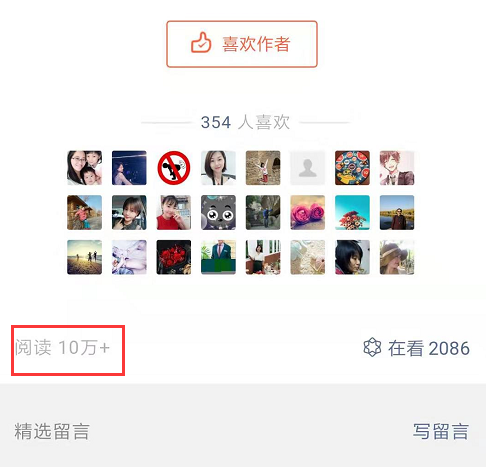 喜欢作者
354 人喜欢
阅读 10万+
在看 2086
精选留言
写留言